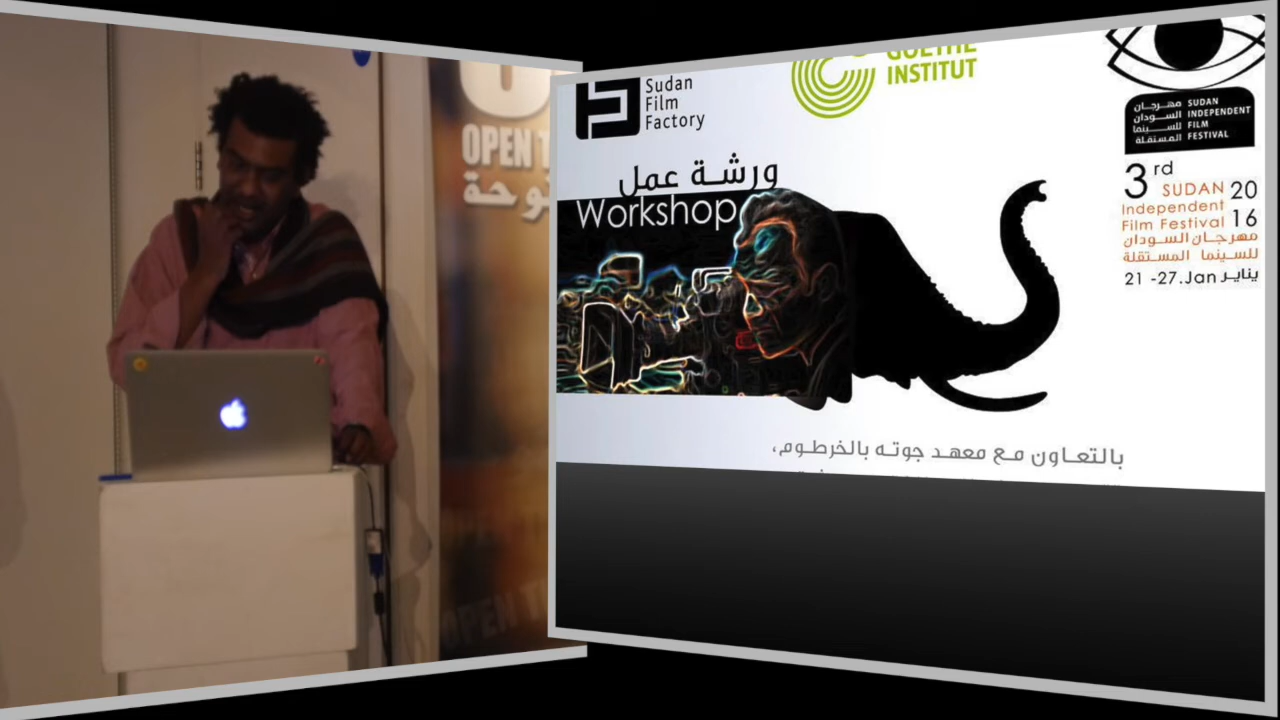 OPEN T
Sudan
Film
Factory
GOETHE
INSTITUT
مهرجان
السودان
للسينما
المستقلة
SUDAN
INDEPENDENT
FILM
FESTIVAL
3rd
SUDAN 20
Independent
Film Festival 16
مهرجان السودان
للسينما المستقلة
21 -27.Jan يناير
ورشة عمل
Workshop
بالتعاون مع معهد جوته بالخرطوم،